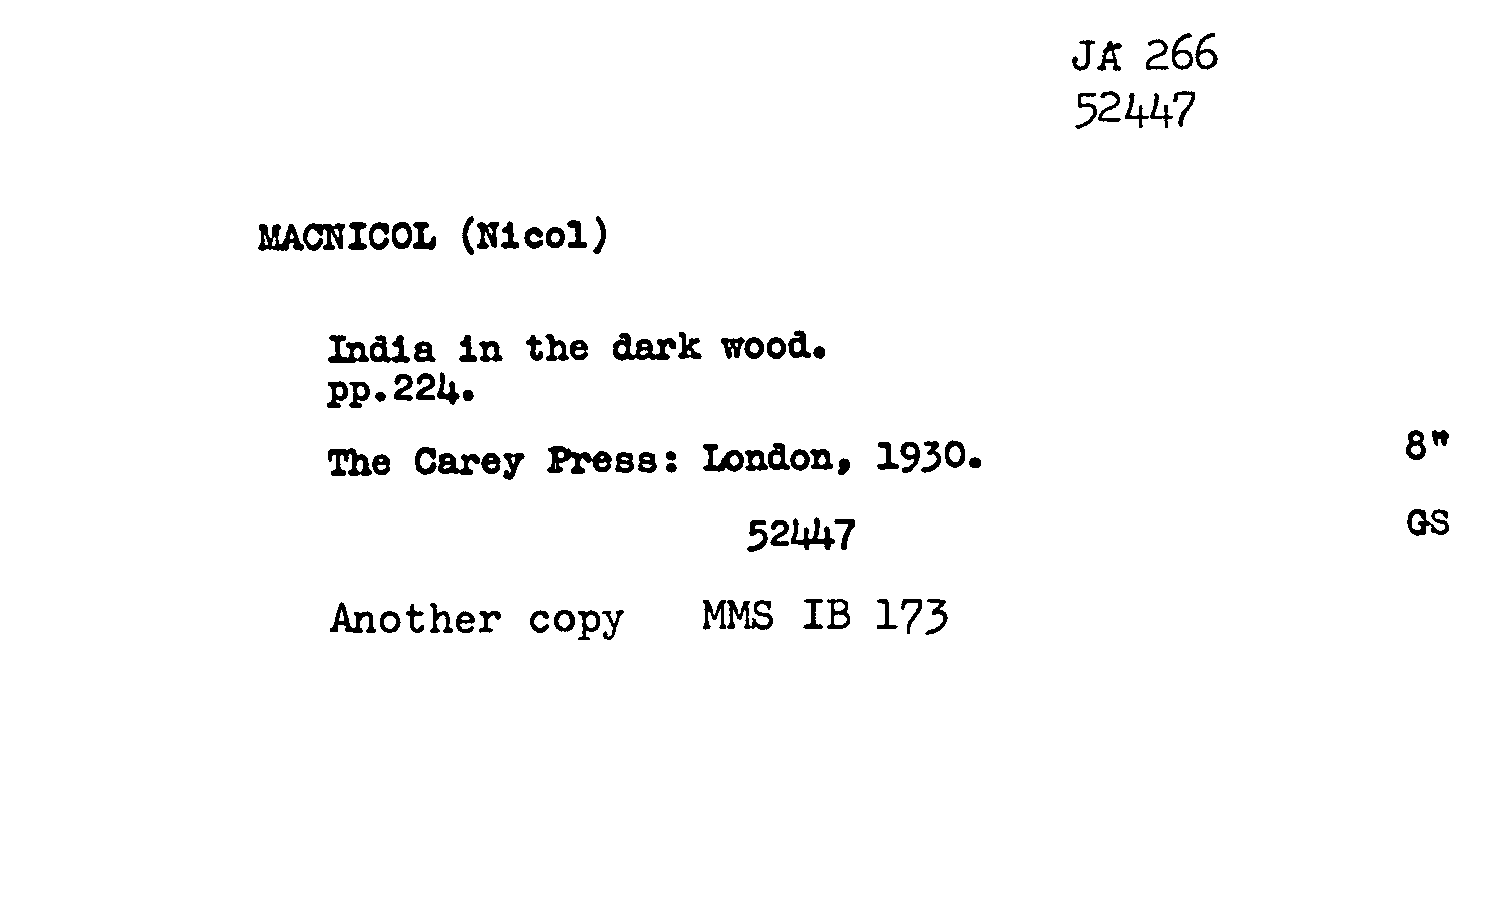 JA 266
52447
MACNICOL (Nicol)
India in the dark wood.
pp.224.
The Carey Press: London, 1930.
8"
52447
GS
Another copy MMS IB 173